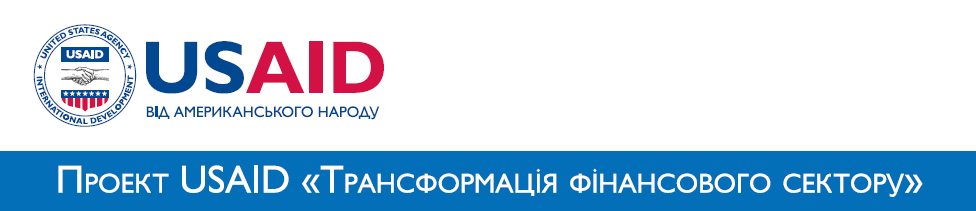 UNITED STATES AGENCY
USAID
INTERNATIONAL DEVELOPMENT
USAID
ВІД АМЕРИКАНСЬКОГО НАРОДУ
Проект USAID «Трансформація фінансового сектору»